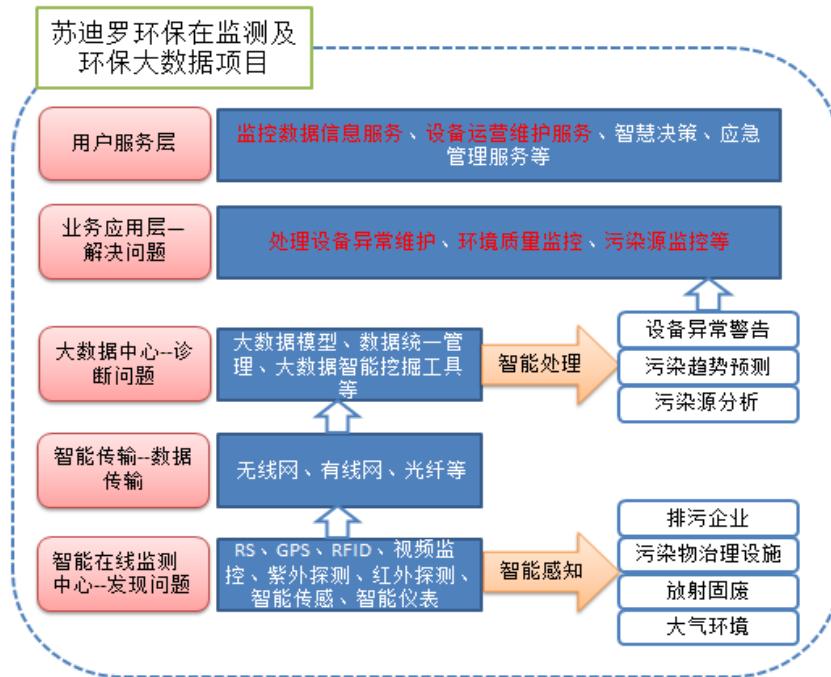 苏迪罗环保在监测及
环保大数据项目
用户服务层
监控数据信息服务、设备运营维护服务、智慧决策、应急
管理服务等
业务应用层—
解决问题
处理设备异常维护、环境质量监控、污染源监控等
大数据中心--诊
断问题
大数据模型、数据统一管
理、大数据智能挖掘工具
等
智能处理
设备异常警告
污染趋势预测
污染源分析
智能传输--数据
传输
无线网、有线网、光纤等
智能在线监测
中心--发现问题
RS、GPS、RFID、视频监
控、紫外探测、红外探测、
智能传感、智能仪表
智能感知
排污企业
污染物治理设施
放射固废
大气环境